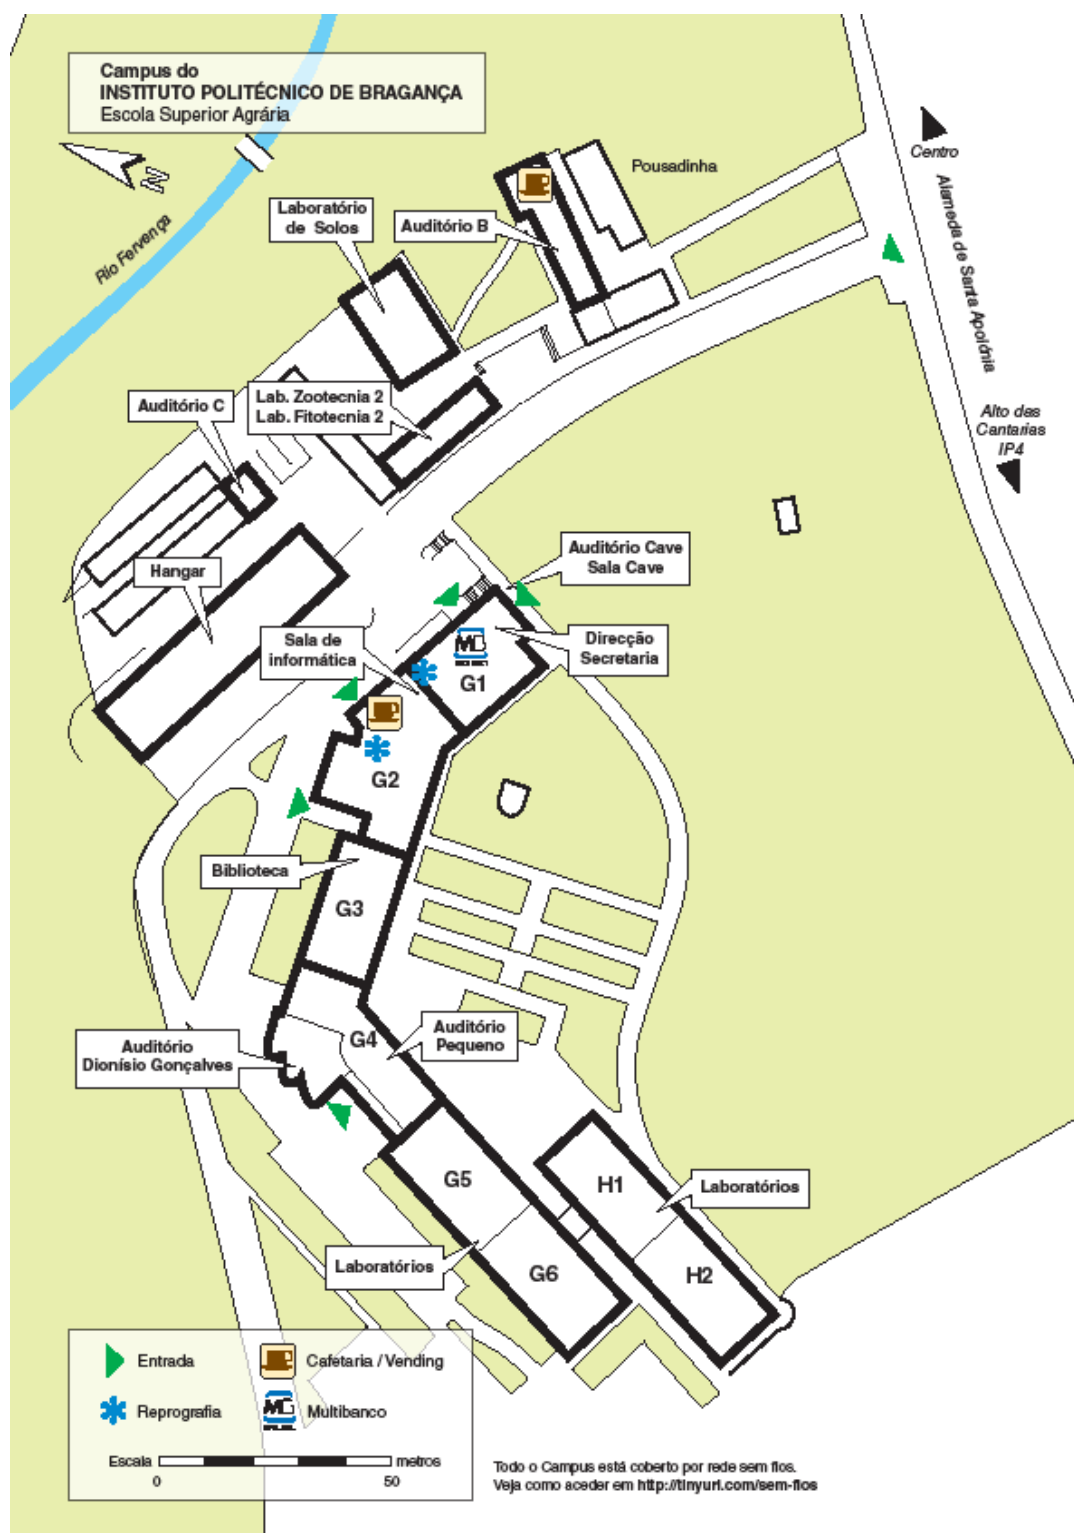 Campus do
INSTITUTO POLITÉCNICO DE BRAGANÇA
Escola Superior Agrária
N
Rio Fervença
Centro
Alameda de Santa Apolónia
Alto das
Cantarias
IP4
Pousadinha
Laboratório
de Solos
Auditório B
Auditório C
Lab. Zootecnia 2
Lab. Fitotecnia 2
Hangar
Auditório Cave
Sala Cave
Sala de
informática
Direcção
Secretaria
MB
G1
G2
Biblioteca
G3
G4
Auditório
Pequeno
Auditório
Dionísio Gonçalves
G5
H1
Laboratórios
Laboratórios
G6
H2
Entrada
Cafetaria / Vending
Reprografia
MB
Multibanco
Escala
metros
0
50
Todo o Campus está coberto por rede sem fios.
Veja como aceder em http://tinyurl.com/sem-fios